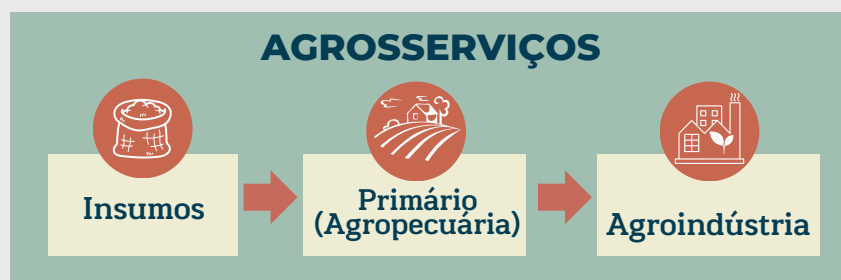 AGROSSERVIÇOS
Insumos
Primário
(Agropecuária)
Agroindústria